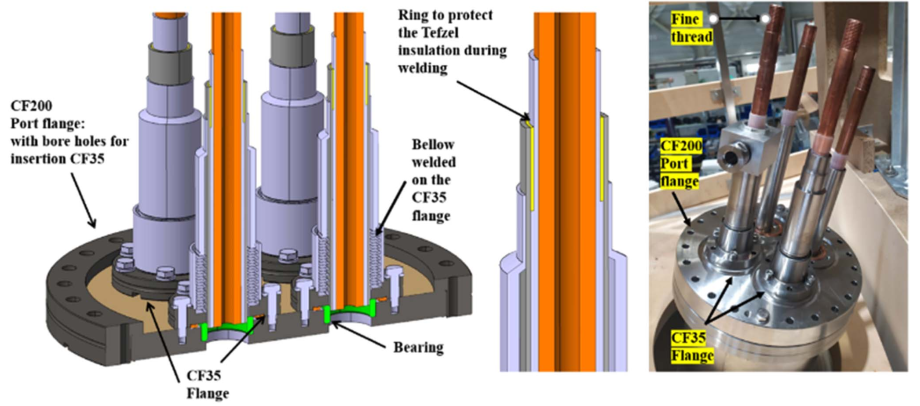 CF200
Port flange:
with bore holes for
insertion CF35
Ring to protect
the Tefzel
insulation during
welding
Bellow
welded
on the
CF35
flange
Bearing
CF35
Flange
Fine
thread
CF200
Port
flange
CF35
Flange